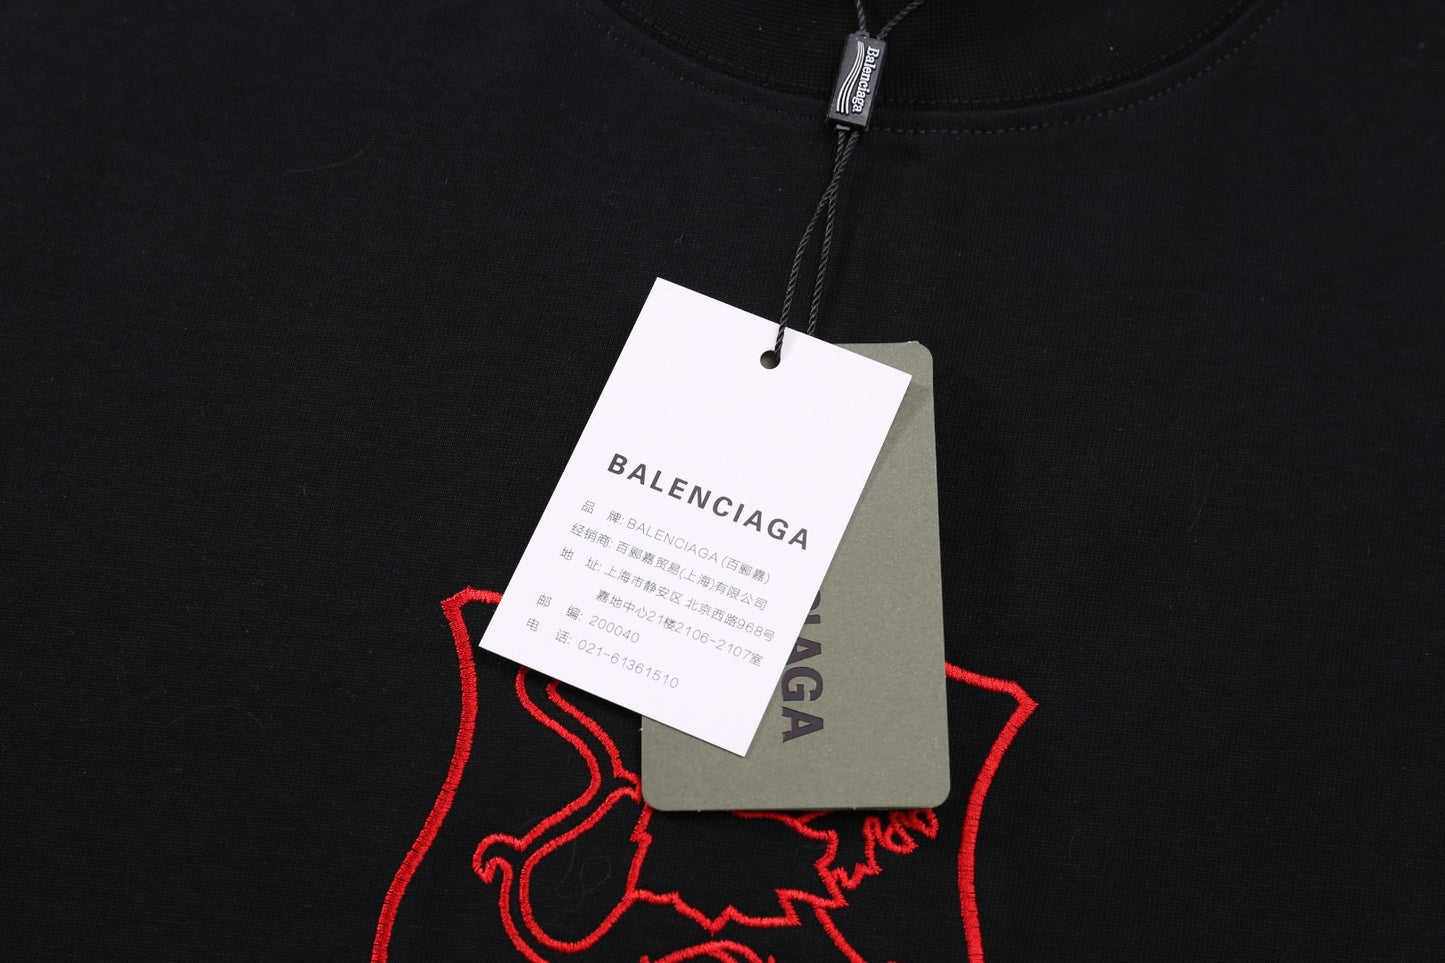 Balenciaga
BALENCIAGA
品 牌: BALENCIAGA (百郦嘉)
经销商: 百郦嘉贸易(上海)有限公司
地 址: 上海市静安区 北京西路968号
嘉地中心21楼2106-2107室
邮 编: 200040
电 话: 021-61361510
CIAGA